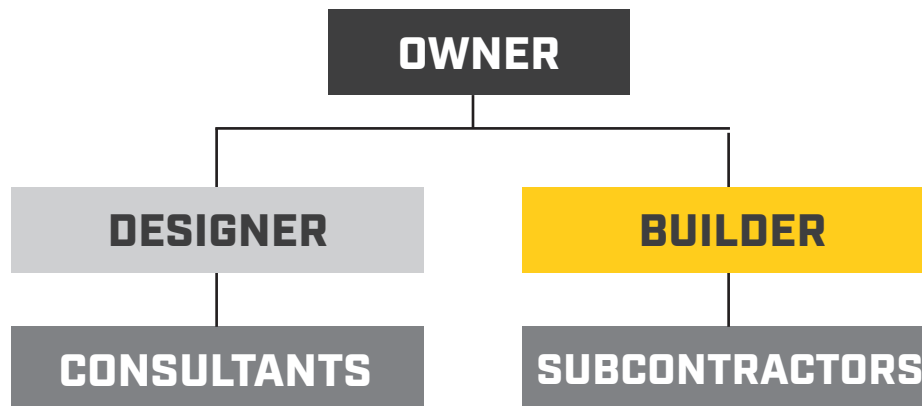 OWNER
DESIGNER
BUILDER
CONSULTANTS
SUBCONTRACTORS